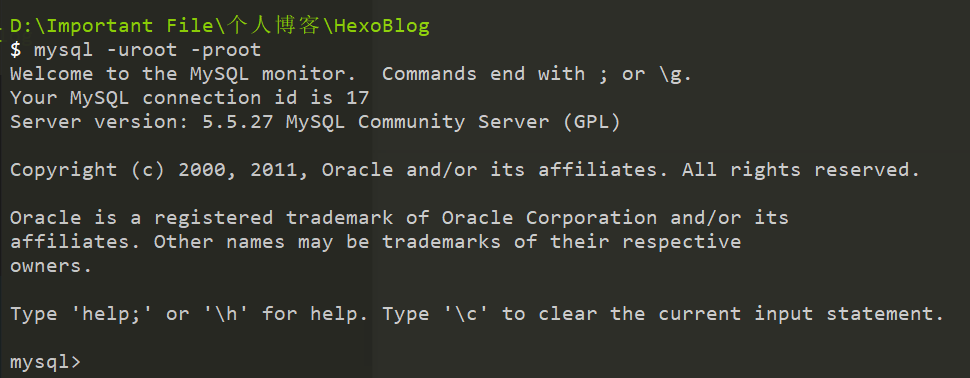 D:\Important File\个人博客\HexoBlog
$ mysql -uroot -proot
Welcome to the MySQL monitor.  Commands end with ; or \g.
Your MySQL connection id is 17
Server version: 5.5.27 MySQL Community Server (GPL)
Copyright (c) 2000, 2011, Oracle and/or its affiliates. All rights reserved.
Oracle is a registered trademark of Oracle Corporation and/or its
affiliates. Other names may be trademarks of their respective
owners.
Type 'help;' or '\h' for help. Type '\c' to clear the current input statement.
mysql>